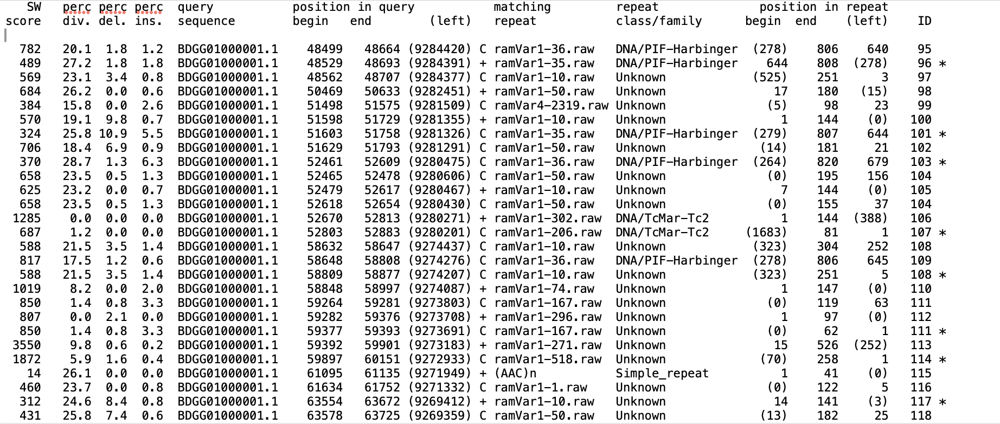 SW perc perc perc query position in query matching repeat position in repeat
score div. del. ins. sequence begin end (left) repeat class/family begin end (left) ID
782 20.1 1.8 1.2 BDGG01000001.1 48499 48664 (9284420) C ramVar1-36.raw DNA/PIF-Harbinger (278) 806 640 95
489 27.2 1.8 1.8 BDGG01000001.1 48529 48693 (9284391) + ramVar1-35.raw DNA/PIF-Harbinger 644 808 (278) 96 *
569 23.1 3.4 0.8 BDGG01000001.1 48562 48707 (9284377) C ramVar1-10.raw Unknown (525) 251 3 97
684 26.2 0.0 0.6 BDGG01000001.1 50469 50633 (9282451) + ramVar1-50.raw Unknown 17 180 (15) 98
384 15.8 0.0 2.6 BDGG01000001.1 51498 51575 (9281509) C ramVar4-2319.raw Unknown (5) 98 23 99
570 19.1 9.8 0.7 BDGG01000001.1 51598 51729 (9281355) + ramVar1-10.raw Unknown 1 144 (0) 100
324 25.8 10.9 5.5 BDGG01000001.1 51603 51758 (9281326) C ramVar1-35.raw DNA/PIF-Harbinger (279) 807 644 101 *
706 18.4 6.9 0.9 BDGG01000001.1 51629 51793 (9281291) C ramVar1-50.raw Unknown (14) 181 21 102
370 28.7 1.3 6.3 BDGG01000001.1 52461 52609 (9280475) C ramVar1-36.raw DNA/PIF-Harbinger (264) 820 679 103 *
658 23.5 0.5 1.3 BDGG01000001.1 52465 52478 (9280606) C ramVar1-50.raw Unknown (0) 195 156 104
625 23.2 0.0 0.7 BDGG01000001.1 52479 52617 (9280467) + ramVar1-10.raw Unknown 7 144 (0) 105
658 23.5 0.5 1.3 BDGG01000001.1 52618 52654 (9280430) C ramVar1-50.raw Unknown (0) 155 37 104
1285 0.0 0.0 0.0 BDGG01000001.1 52670 52813 (9280271) + ramVar1-302.raw DNA/TcMar-Tc2 1 144 (388) 106
687 1.2 0.0 0.0 BDGG01000001.1 52803 52883 (9280201) C ramVar1-206.raw DNA/TcMar-Tc2 (1683) 81 1 107 *
588 21.5 3.5 1.4 BDGG01000001.1 58632 58647 (9274437) C ramVar1-10.raw Unknown (323) 304 252 108
817 17.5 1.2 0.6 BDGG01000001.1 58648 58808 (9274276) C ramVar1-36.raw DNA/PIF-Harbinger (278) 806 645 109
588 21.5 3.5 1.4 BDGG01000001.1 58809 58877 (9274207) C ramVar1-10.raw Unknown (323) 251 5 108 *
1019 8.2 0.0 2.0 BDGG01000001.1 58848 58997 (9274087) + ramVar1-74.raw Unknown 1 147 (0) 110
850 1.4 0.8 3.3 BDGG01000001.1 59264 59281 (9273803) C ramVar1-167.raw Unknown (0) 119 63 111
807 0.0 2.1 0.0 BDGG01000001.1 59282 59376 (9273708) + ramVar1-296.raw Unknown 1 97 (0) 112
850 1.4 0.8 3.3 BDGG01000001.1 59377 59393 (9273691) C ramVar1-167.raw Unknown (0) 62 1 111 *
3550 9.8 0.6 0.2 BDGG01000001.1 59392 59901 (9273183) + ramVar1-271.raw Unknown 15 526 (252) 113
1872 5.9 1.6 0.4 BDGG01000001.1 59897 60151 (9272933) C ramVar1-518.raw Unknown (70) 258 1 114 *
14 26.1 0.0 0.0 BDGG01000001.1 61095 61135 (9271949) + (AAC)n Simple_repeat 1 41 (0) 115
460 23.7 0.0 0.8 BDGG01000001.1 61634 61752 (9271332) C ramVar1-1.raw Unknown (0) 122 5 116
312 24.6 8.4 0.8 BDGG01000001.1 63554 63672 (9269412) + ramVar1-10.raw Unknown 14 141 (3) 117 *
431 25.8 7.4 0.6 BDGG01000001.1 63578 63725 (9269359) C ramVar1-50.raw Unknown (13) 182 25 118